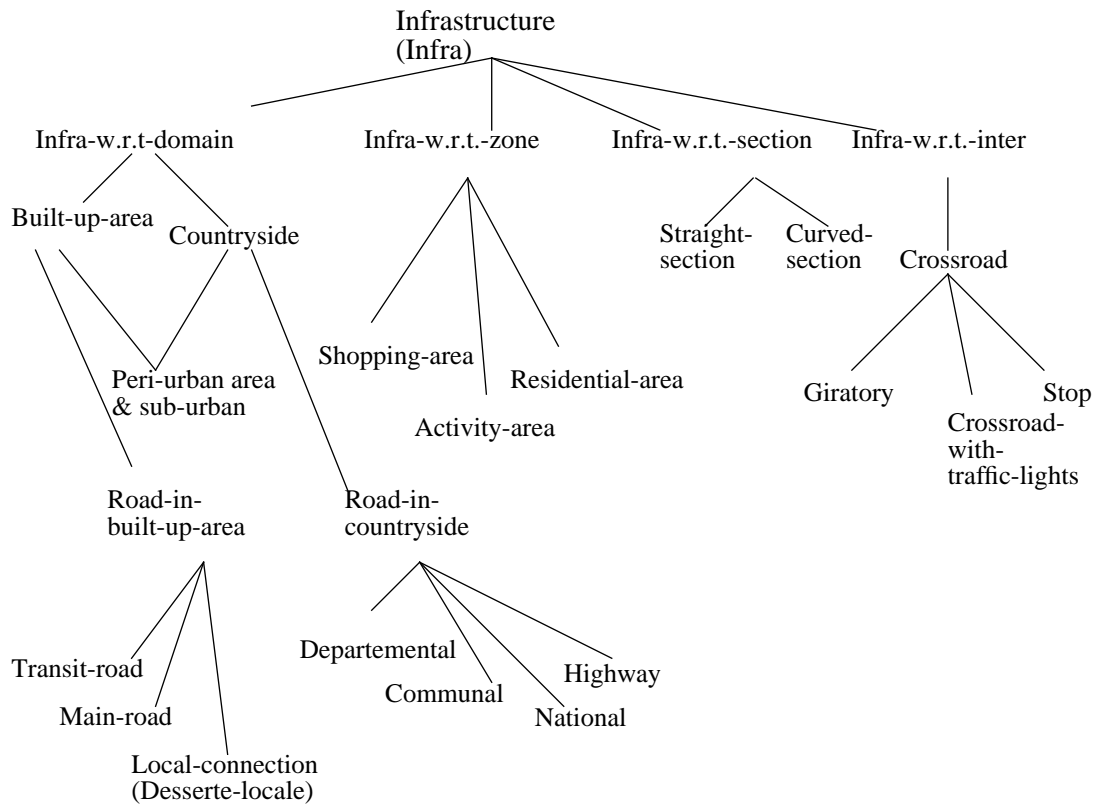 Infrastructure
(Infra)
Infra-w.r.t-domain
Infra-w.r.t.-zone
Infra-w.r.t.-section
Infra-w.r.t.-inter
Built-up-area
Countryside
Straight-
section
Curved-
section
Crossroad
Shopping-area
Residential-area
Activity-area
Peri-urban area
& sub-urban
Giratory
Stop
Crossroad-
with-
traffic-lights
Road-in-
built-up-area
Road-in-
countryside
Transit-road
Main-road
Local-connection
(Desserte-locale)
Departemental
Communal
National
Highway